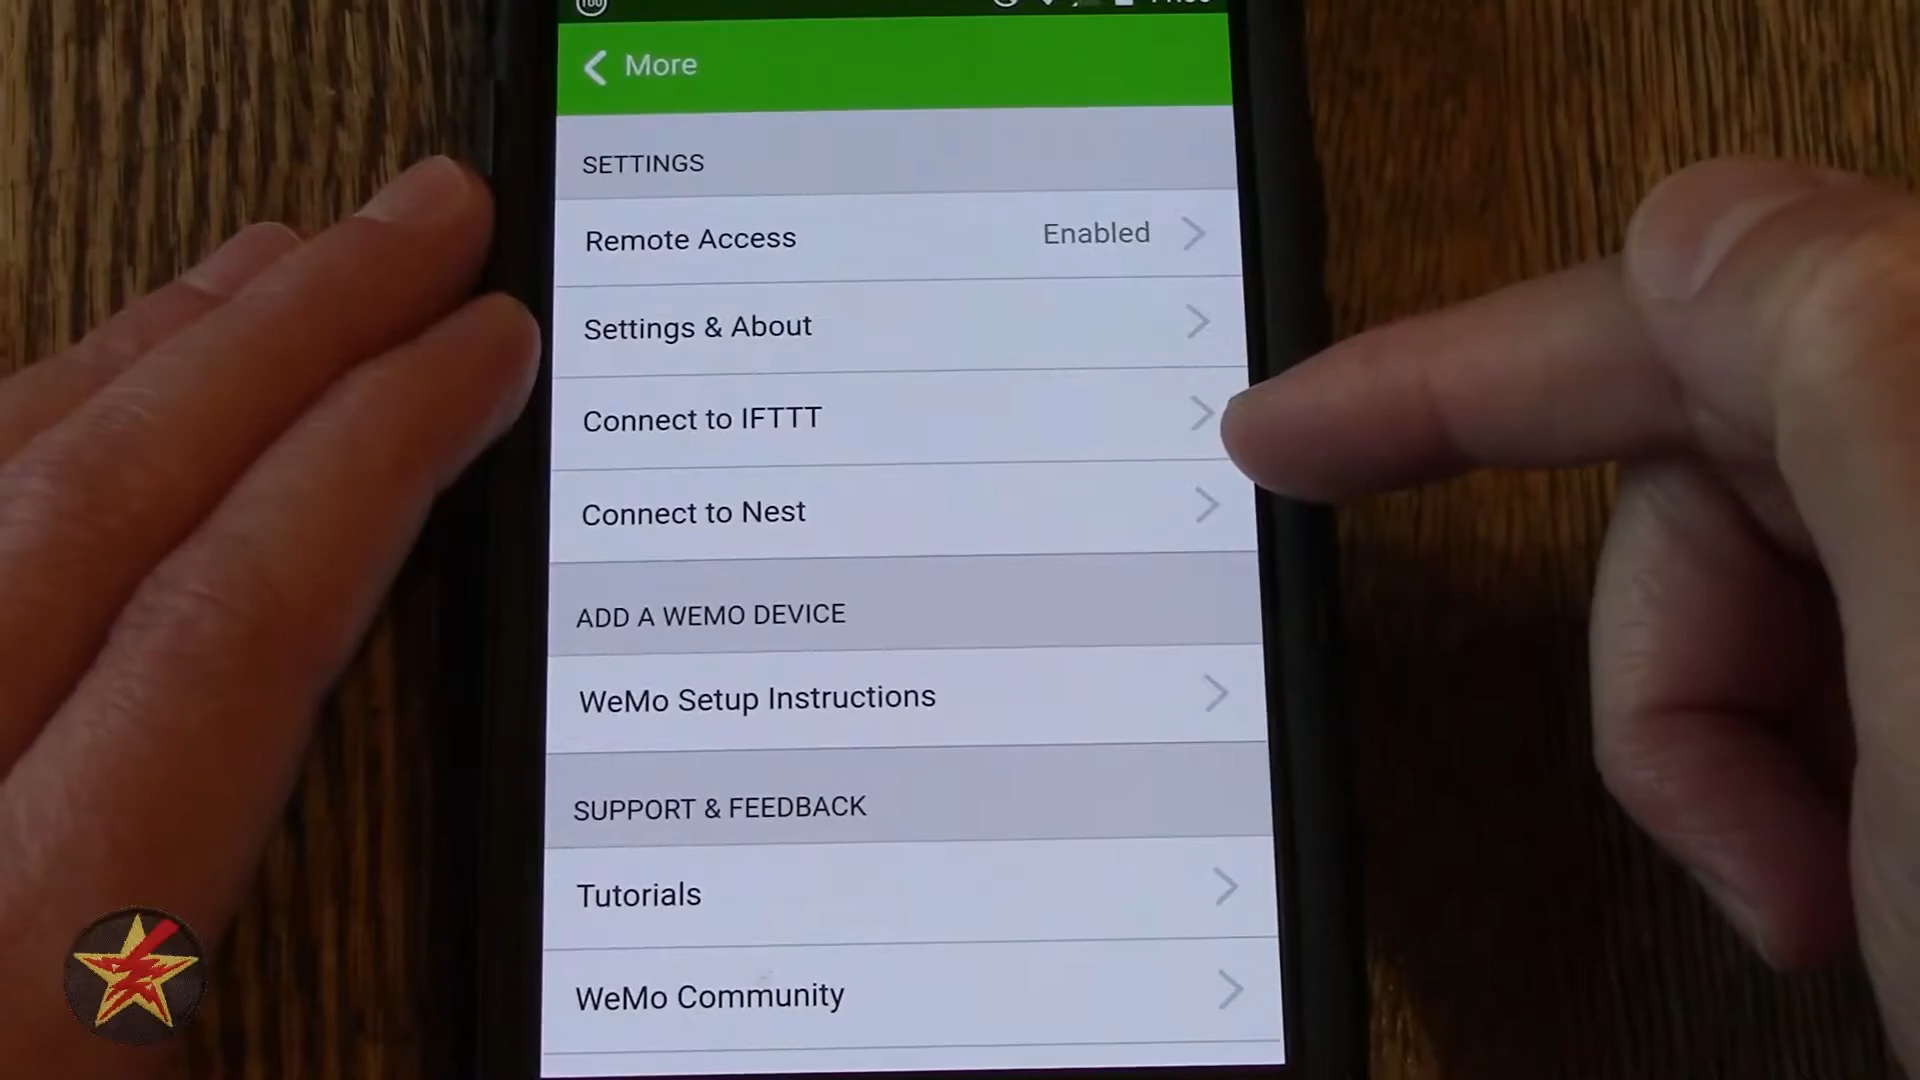 More
SETTINGS
Remote Access Enabled
Settings & About
Connect to IFTTT
Connect to Nest
ADD A WEMO DEVICE
WeMo Setup Instructions
SUPPORT & FEEDBACK
Tutorials
WeMo Community